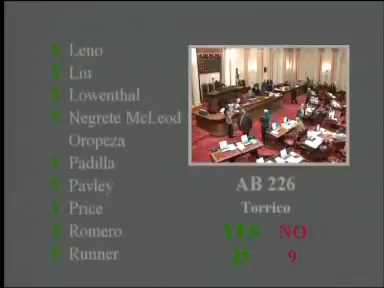 Y Leno
Y Liu
Y Lowenthal
Y Negrete McLeod
Oropeza
Y Padilla
Y Pavley
Y Price
Y Romero
Y Runner
AB 226
Torrico
YES NO
25 9